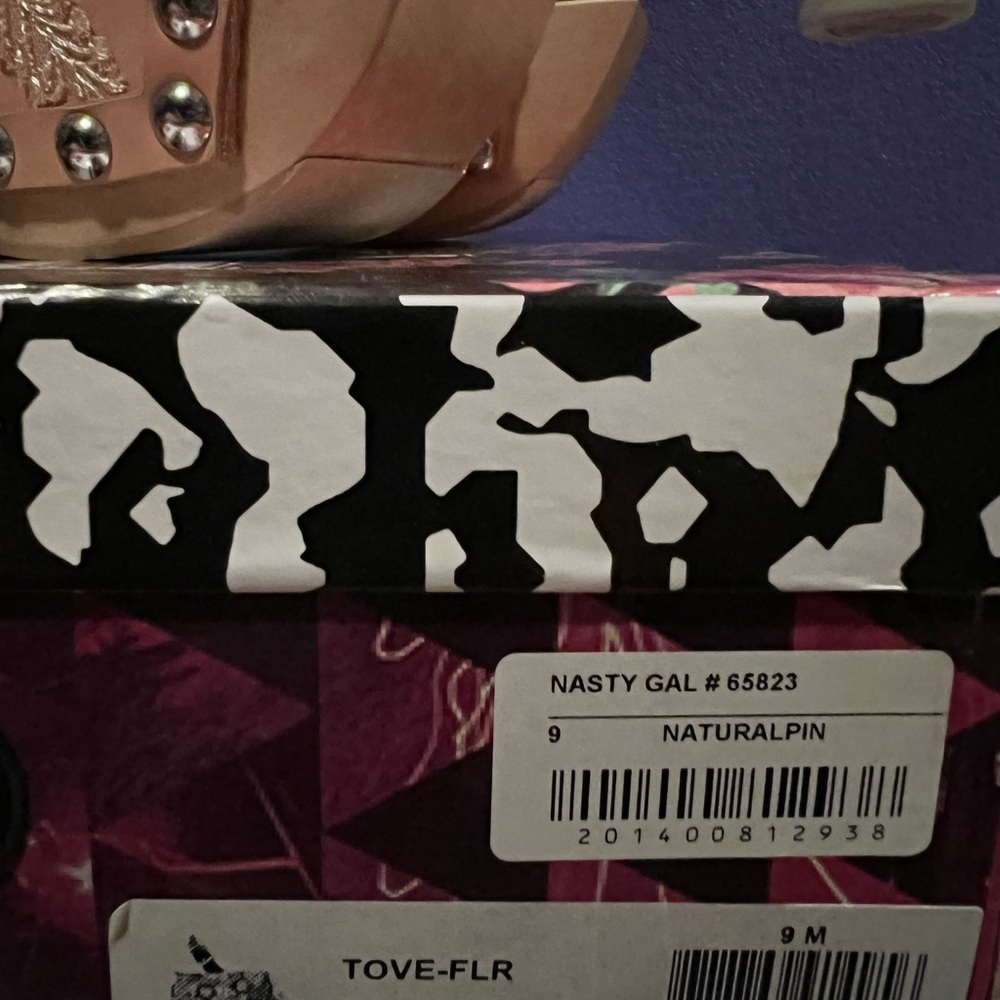 NASTY GAL # 65823
9 NATURALPIN
201400812938
9 M
TOVE-FLR